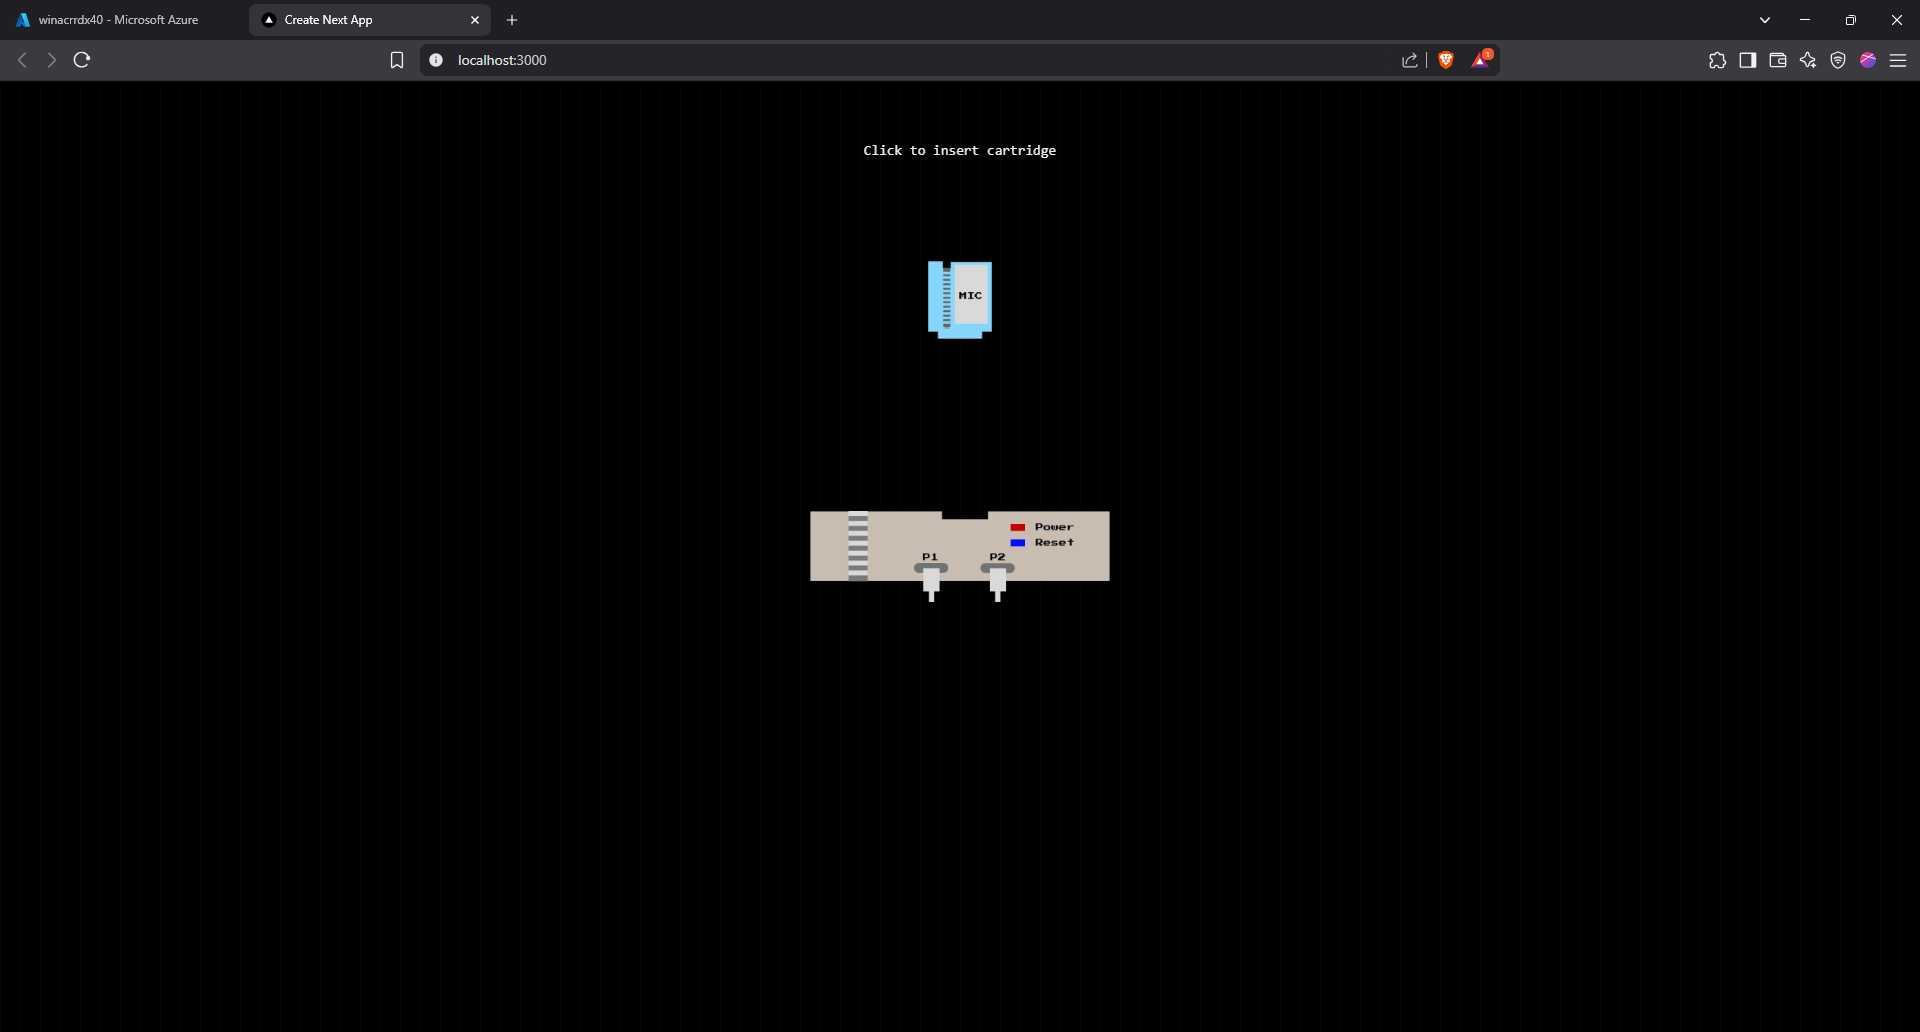 winacrrdx40 - Microsoft Azure
Create Next App
localhost:3000
1
Click to insert cartridge
MIC
Power
Reset
P1
P2